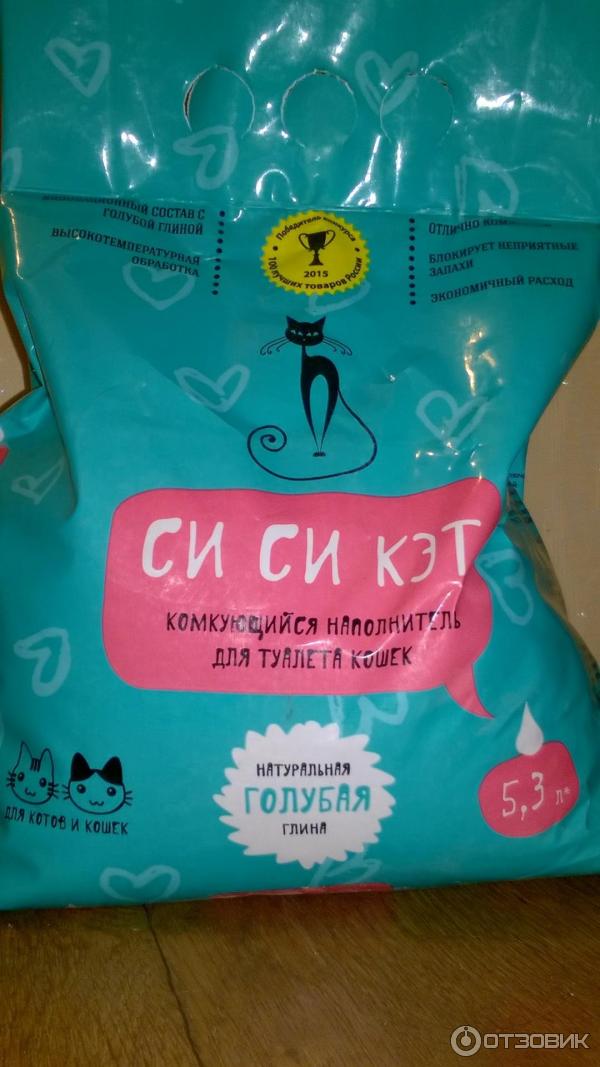 СОСТАВ С
ГОЛУБОЙ ГЛИНОЙ
ВЫСОКОТЕМПЕРАТУРНАЯ
ОБРАБОТКА
Победитель конкурса
2015
100 лучших товаров России
ОТЛИЧНО
БЛОКИРУЕТ НЕПРИЯТНЫЕ
ЗАПАХИ
ЭКОНОМИЧНЫЙ РАСХОД
СИ СИ КЭТ
КОМКУЮЩИЙСЯ НАПОЛНИТЕЛЬ
ДЛЯ ТУАЛЕТА КОШЕК
НАТУРАЛЬНАЯ
ГОЛУБАЯ
ГЛИНА
5,3 л*
ДЛЯ КОТОВ И КОШЕК
ОТЗОВИК